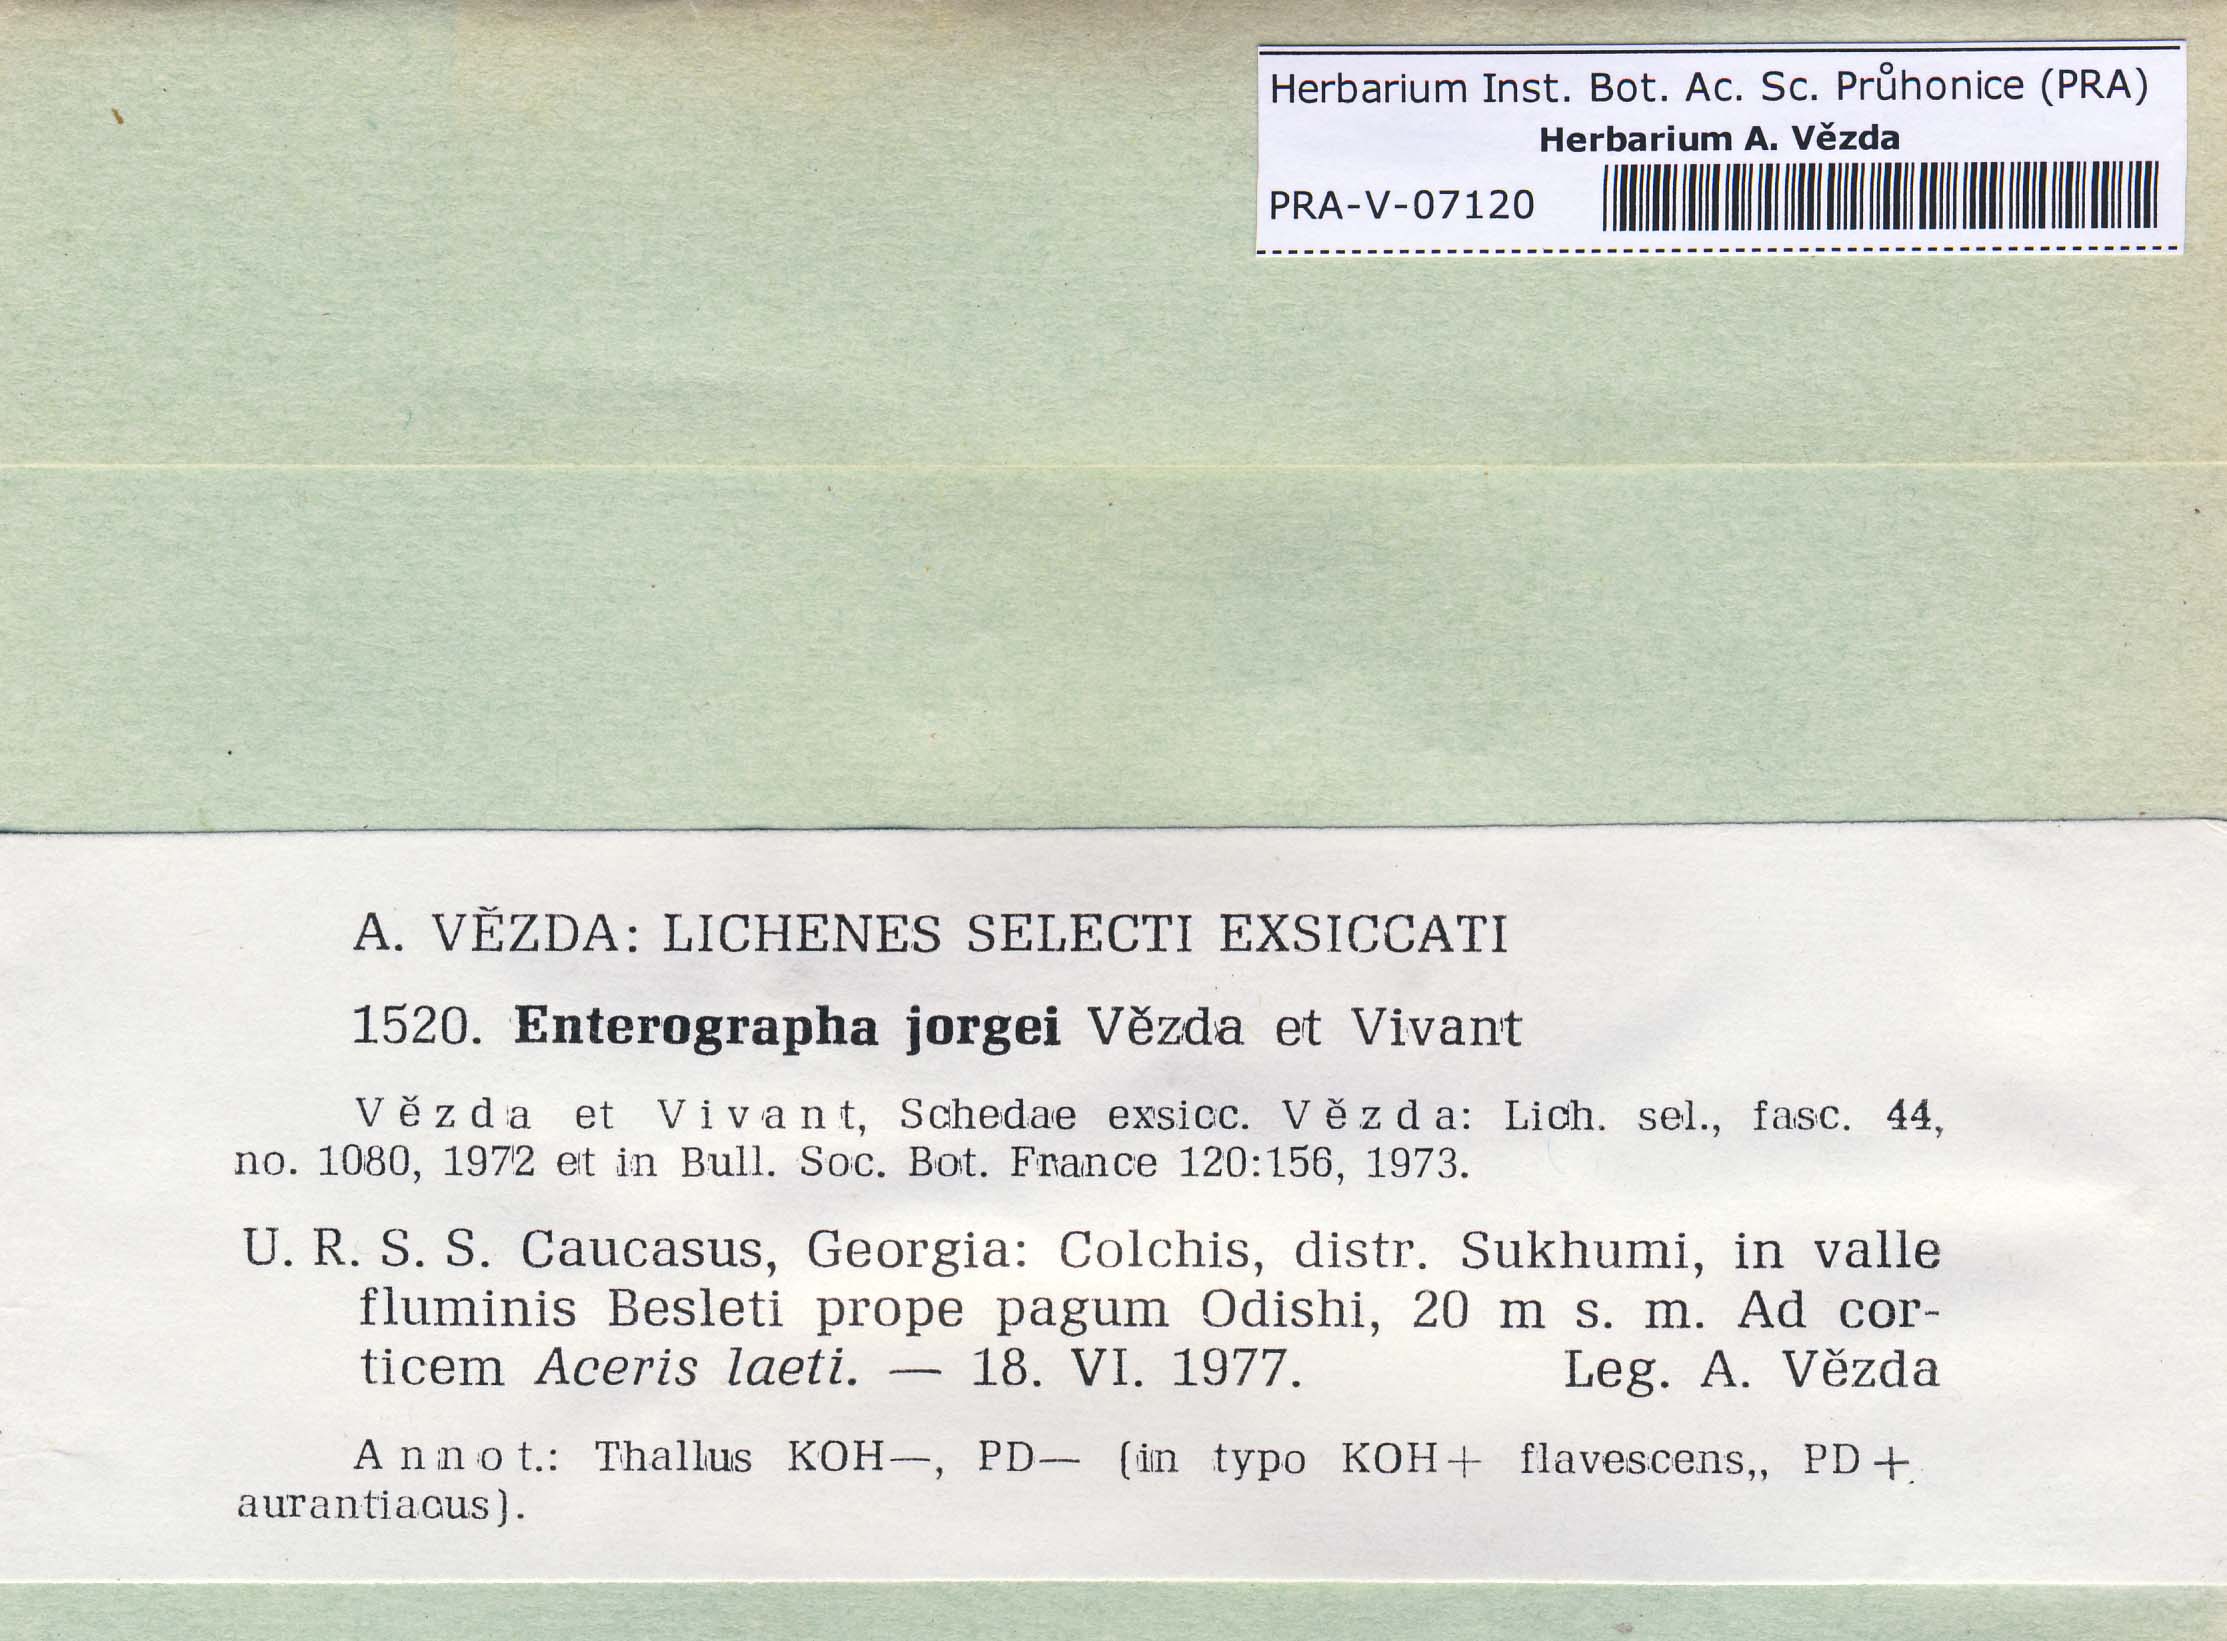 Herbarium Inst. Bot. Ac. Sc. Průhonice (PRA)
Herbarium A. Vězda
PRA-V-07120
A. VĚZDA: LICHENES SELECTI EXSICCATI
1520. Enterographa jorgei Vězda et Vivant
Vězda et Vivant, Schedae exsicc. Vězda: Lich. sel., fasc. 44,
no. 1080, 1972 et in Bull. Soc. Bot. France 120:156, 1973.
U. R. S. S. Caucasus, Georgia: Colchis, distr. Sukhumi, in valle
fluminis Besleti prope pagum Odishi, 20 m s. m. Ad cor-
ticem Aceris laeti. — 18. VI. 1977. Leg. A. Vězda
Annot.: Thallus KOH—, PD— (in typo KOH+ flavescens,, PD+
aurantiacus).